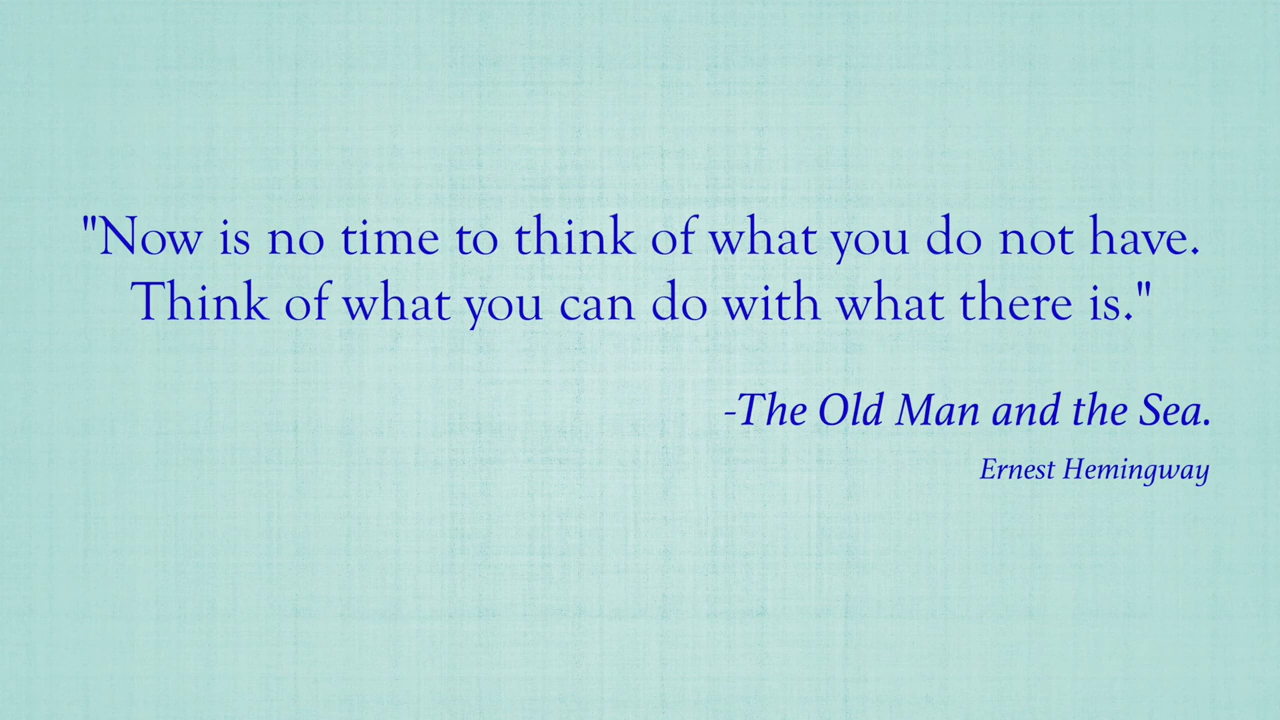 "Now is no time to think of what you do not have.
Think of what you can do with what there is."
-The Old Man and the Sea.
Ernest Hemingway